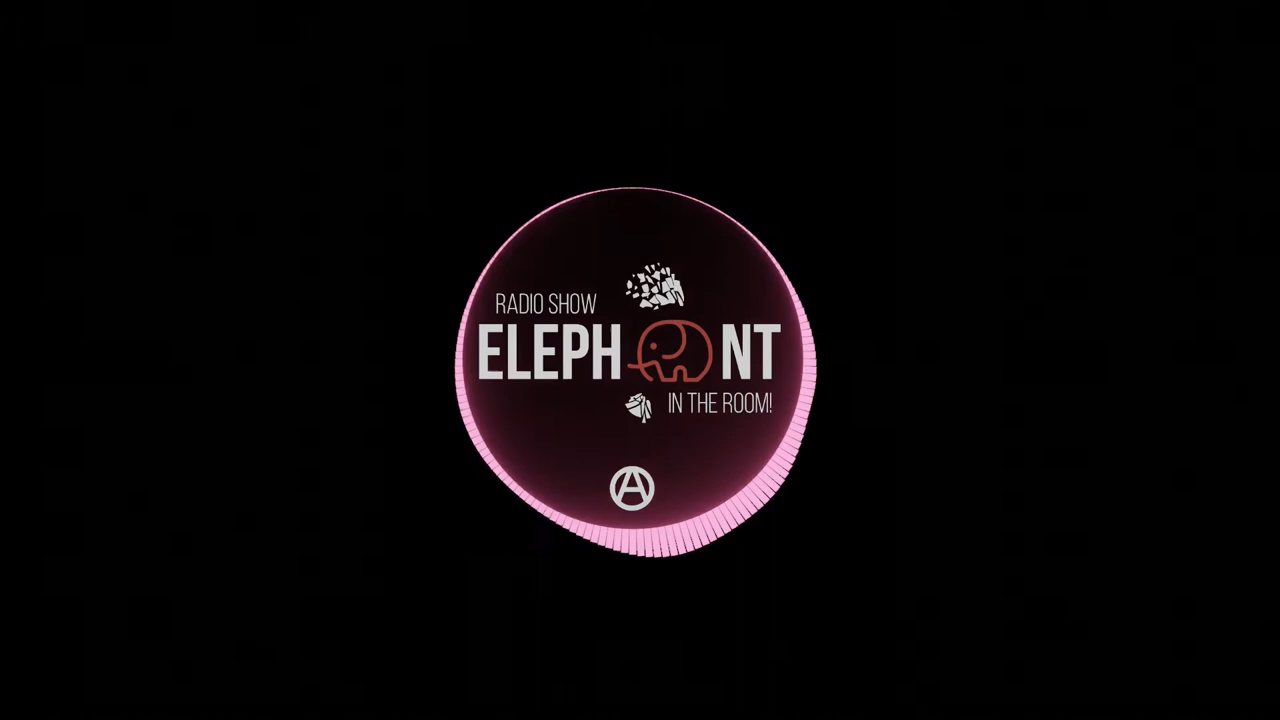 RADIO SHOW
ELEPH NT
IN THE ROOM!
Ⓐ